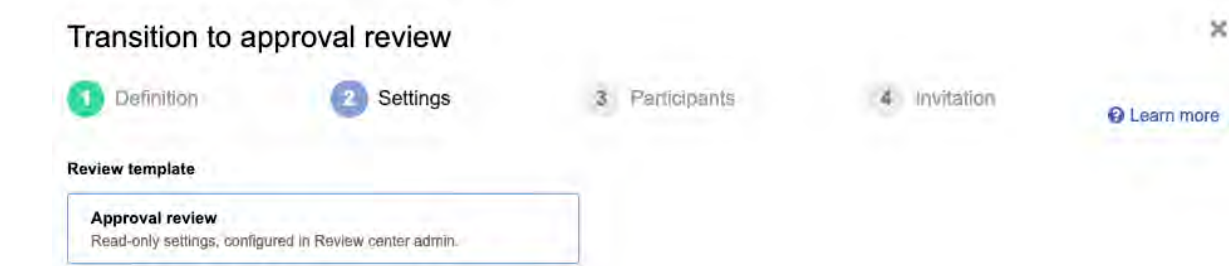 Transition to approval review
1 Definition 2 Settings 3 Participants 4 Invitation
Learn more
Review template
Approval review
Read-only settings, configured in Review center admin.